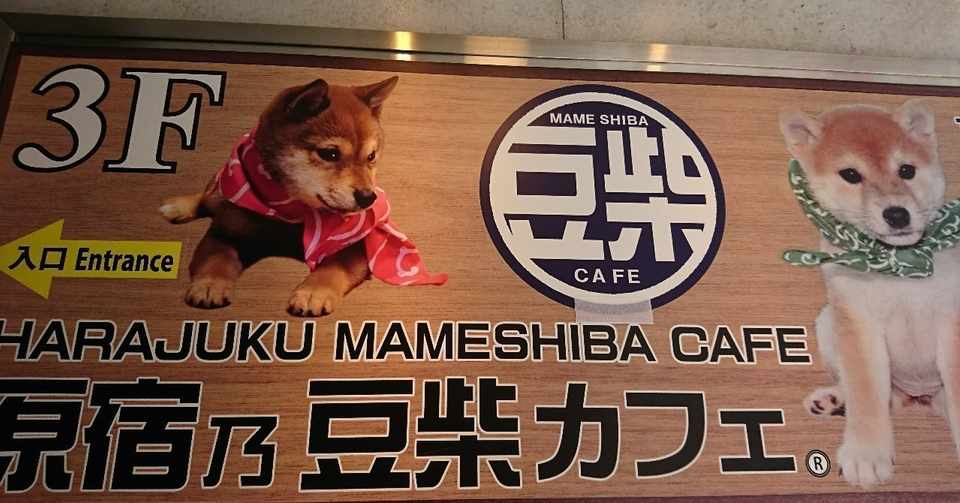 3F
MAME SHIBA
豆柴
CAFE
入口 Entrance
HARAJUKU MAMESHIBA CAFE
原宿乃豆柴カフェ®